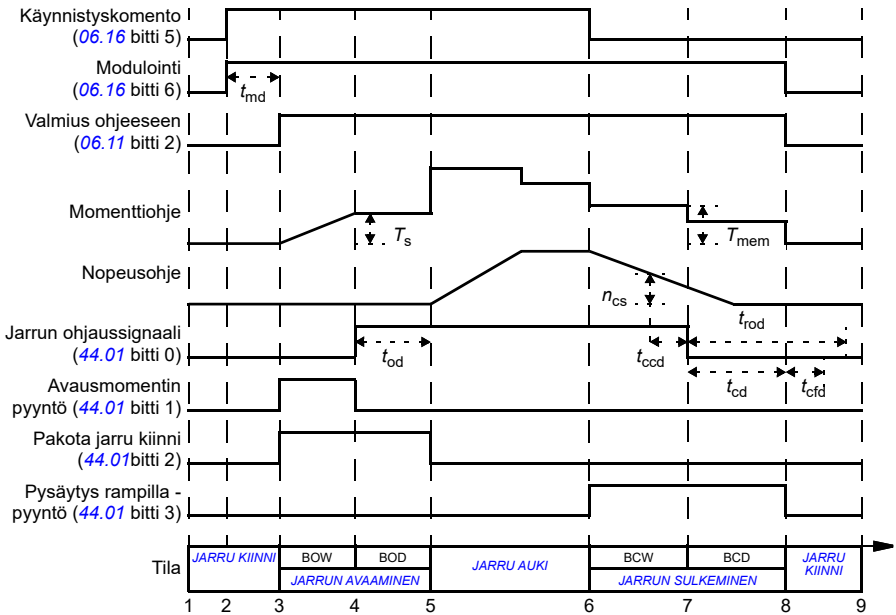 Käynnistyskomento
(06.16 bitti 5)
Modulointi
(06.16 bitti 6)
tmd
Valmius ohjeeseen
(06.11 bitti 2)
Momenttiohje
Ts
Tmem
Nopeusohje
ncs
trod
Jarrun ohjaussignaali
(44.01 bitti 0)
tod
tccd
tcd
tcfd
Avausmomentin
pyyntö (44.01 bitti 1)
Pakota jarru kiinni
(44.01bitti 2)
Pysäytys rampilla -
pyyntö (44.01 bitti 3)
Tila
JARRU KIINNI
BOW
BOD
JARRUN AVAAMINEN
JARRU AUKI
BCW
BCD
JARRUN SULKEMINEN
JARRU
KIINNI
1 2 3 4 5 6 7 8 9